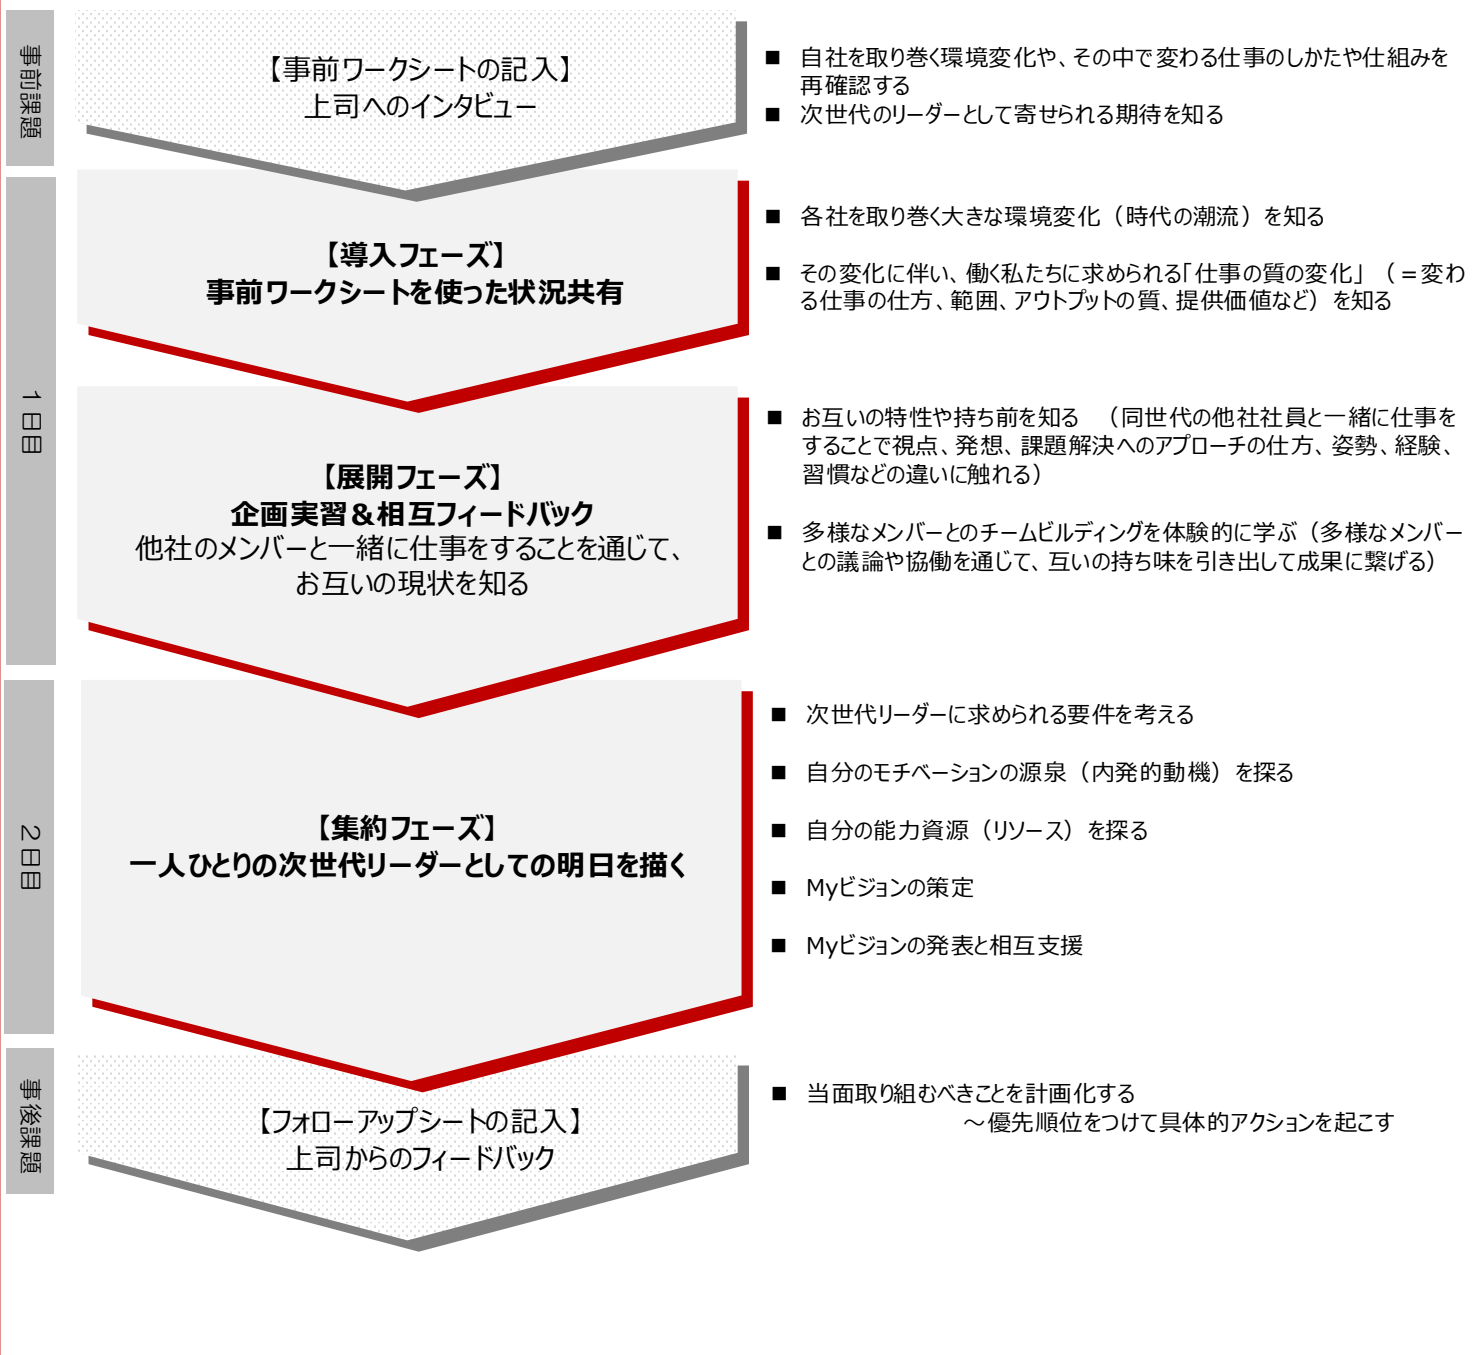 事前課題
【事前ワークシートの記入】
上司へのインタビュー
■ 自社を取り巻く環境変化や、その中で変わる仕事のしかたや仕組みを
再確認する
■ 次世代のリーダーとして寄せられる期待を知る
1日目
【導入フェーズ】
事前ワークシートを使った状況共有
■ 各社を取り巻く大きな環境変化（時代の潮流）を知る
■ その変化に伴い、働く私たちに求められる「仕事の質の変化」（=変わ
る仕事の仕方、範囲、アウトプットの質、提供価値など）を知る
【展開フェーズ】
企画実習＆相互フィードバック
他社のメンバーと一緒に仕事をすることを通じて、
お互いの現状を知る
■ お互いの特性や持ち前を知る　（同世代の他社社員と一緒に仕事を
することで視点、発想、課題解決へのアプローチの仕方、姿勢、経験、
習慣などの違いに触れる）
■ 多様なメンバーとのチームビルディングを体験的に学ぶ（多様なメンバー
との議論や協働を通じて、互いの持ち味を引き出して成果に繋げる）
2日目
【集約フェーズ】
一人ひとりの次世代リーダーとしての明日を描く
■ 次世代リーダーに求められる要件を考える
■ 自分のモチベーションの源泉（内発的動機）を探る
■ 自分の能力資源（リソース）を探る
■ Myビジョンの策定
■ Myビジョンの発表と相互支援
事後課題
【フォローアップシートの記入】
上司からのフィードバック
■ 当面取り組むべきことを計画化する
～優先順位をつけて具体的アクションを起こす